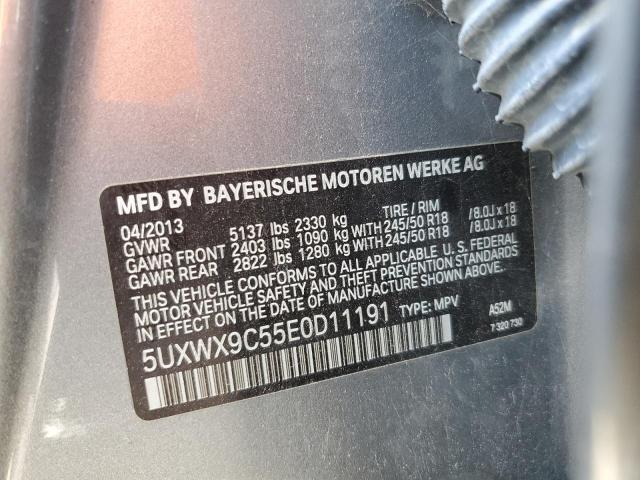 MFD BY BAYERISCHE MOTOREN WERKE AG
04/2013 TIRE / RIM
GVWR 5137 lbs 2330 kg
GAWR FRONT 2403 lbs 1090 kg WITH 245/50 R18 /8.0J x 18
GAWR REAR 2822 lbs 1280 kg WITH 245/50 R18 /8.0J x 18
THIS VEHICLE CONFORMS TO ALL APPLICABLE U. S. FEDERAL
MOTOR VEHICLE SAFETY AND THEFT PREVENTION STANDARDS
IN EFFECT ON THE DATE OF MANUFACTURE SHOWN ABOVE.
5UXWX9C55E0D11191 TYPE: MPV A52M
7 320 730